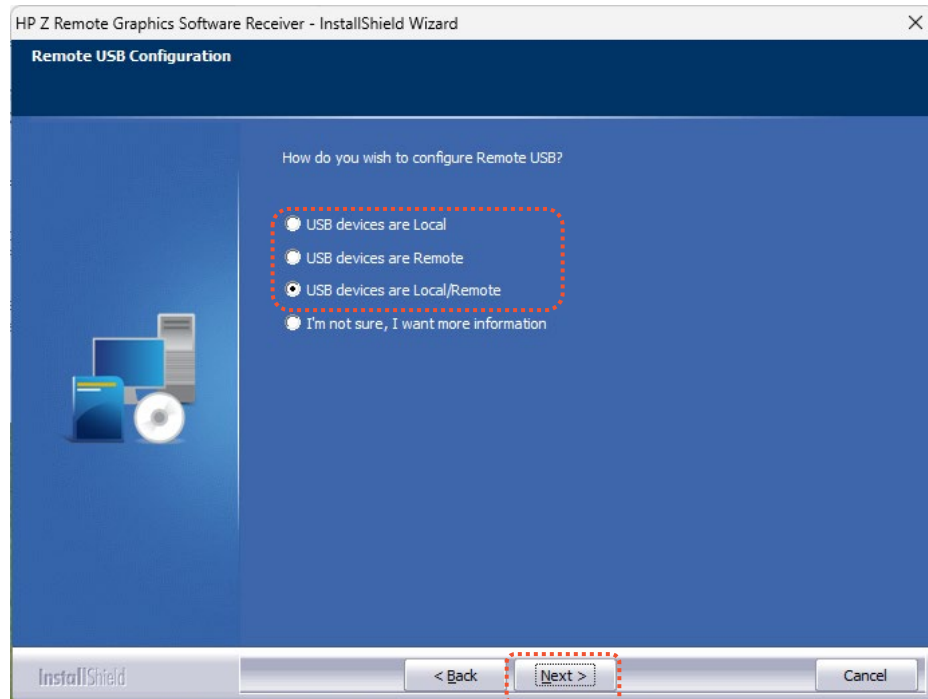 HP Z Remote Graphics Software Receiver - InstallShield Wizard
Remote USB Configuration
How do you wish to configure Remote USB?
USB devices are Local
USB devices are Remote
USB devices are Local/Remote
I'm not sure, I want more information
InstallShield
< Back
Next >
Cancel